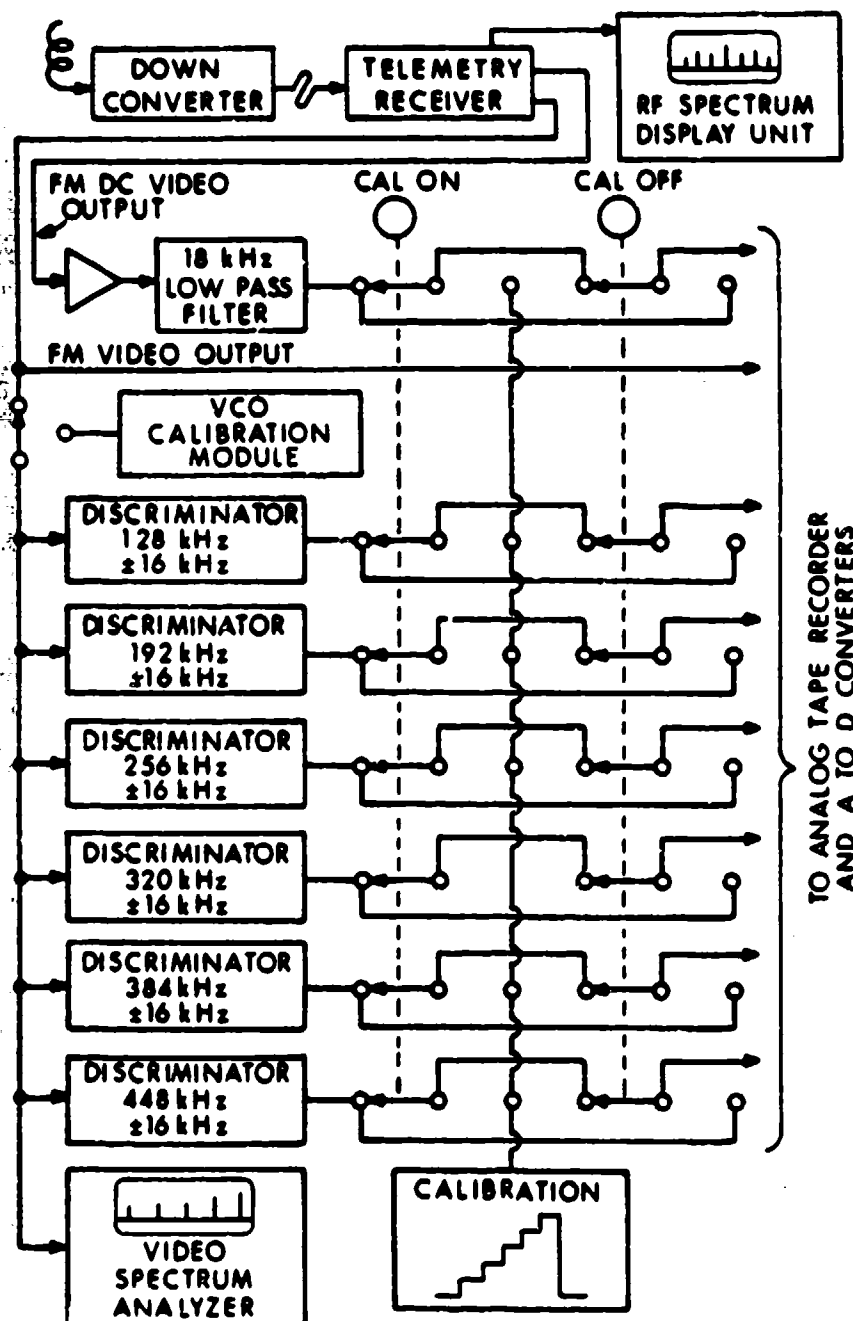 DOWN
CONVERTER
TELEMETRY
RECEIVER
RF SPECTRUM
DISPLAY UNIT
FM DC VIDEO
OUTPUT
CAL ON
CAL OFF
18 kHz
LOW PASS
FILTER
FM VIDEO OUTPUT
VCO
CALIBRATION
MODULE
DISCRIMINATOR
128 kHz
±16 kHz
DISCRIMINATOR
192 kHz
±16 kHz
DISCRIMINATOR
256 kHz
±16 kHz
DISCRIMINATOR
320 kHz
±16 kHz
DISCRIMINATOR
384 kHz
±16 kHz
DISCRIMINATOR
448 kHz
±16 kHz
TO ANALOG TAPE RECORDER
AND A TO D CONVERTERS
VIDEO
SPECTRUM
ANALYZER
CALIBRATION